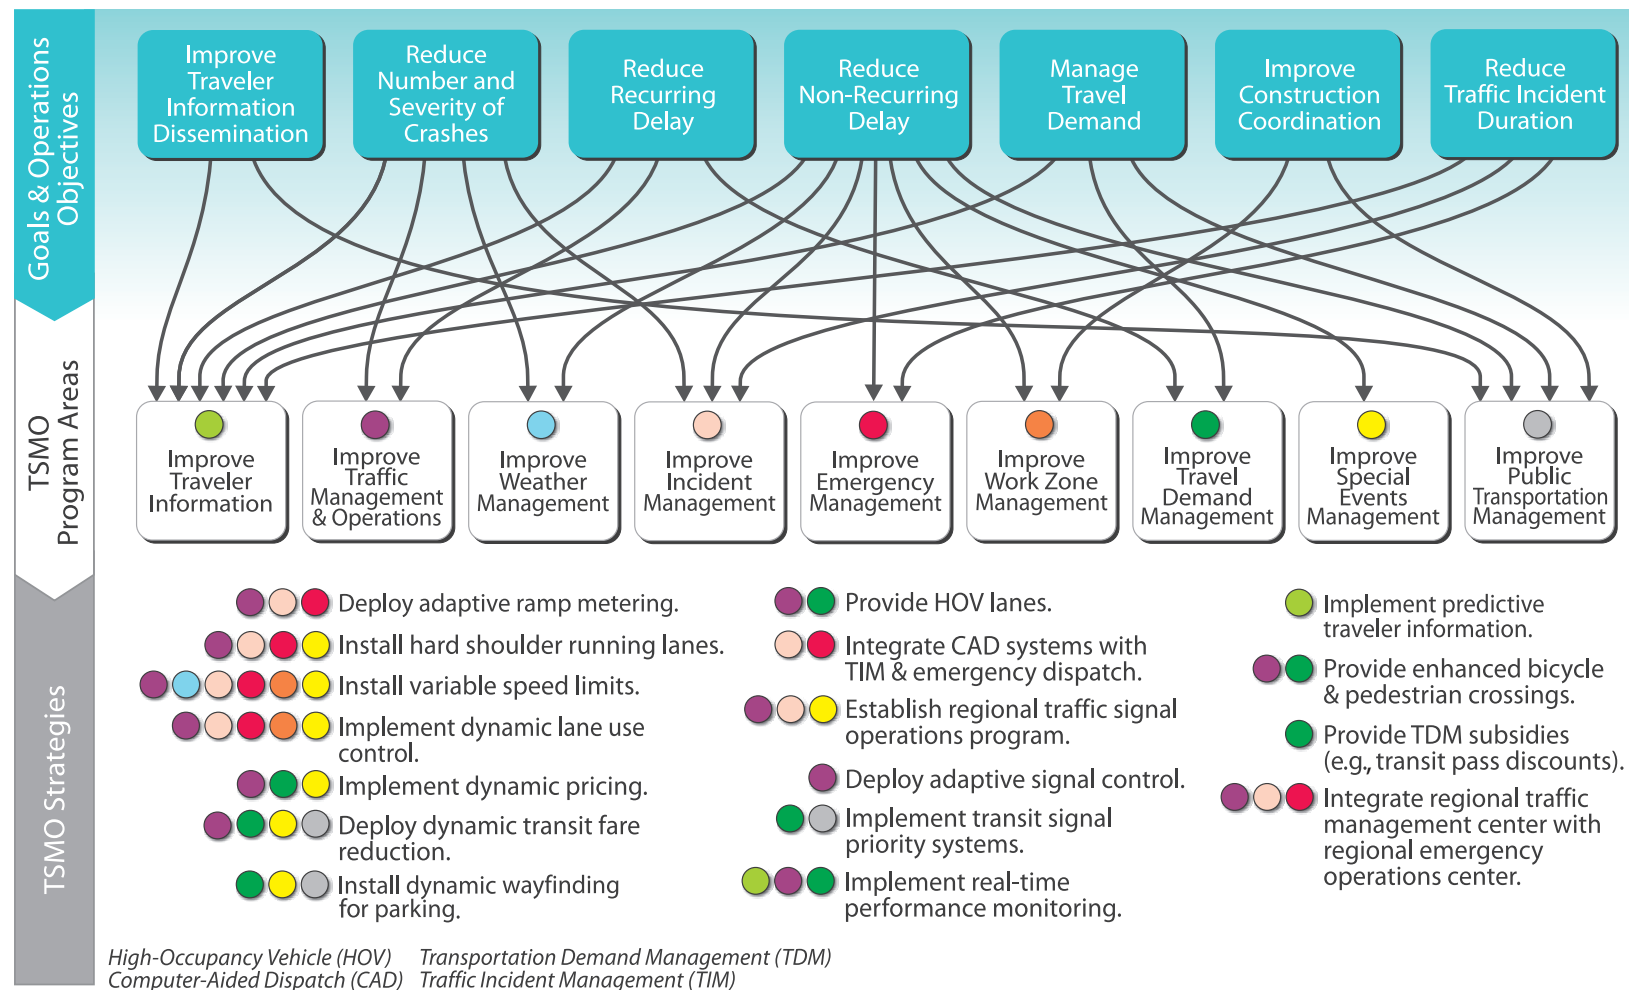 Goals & Operations
Objectives
Improve
Traveler
Information
Dissemination
Reduce
Number and
Severity of
Crashes
Reduce
Recurring
Delay
Reduce
Non-Recurring
Delay
Manage
Travel
Demand
Improve
Construction
Coordination
Reduce
Traffic Incident
Duration
TSMO
Program Areas
Improve
Traveler
Information
Improve
Traffic
Management
& Operations
Improve
Weather
Management
Improve
Incident
Management
Improve
Emergency
Management
Improve
Work Zone
Management
Improve
Travel
Demand
Management
Improve
Special
Events
Management
Improve
Public
Transportation
Management
TSMO Strategies
Deploy adaptive ramp metering.
Install hard shoulder running lanes.
Install variable speed limits.
Implement dynamic lane use
control.
Implement dynamic pricing.
Deploy dynamic transit fare
reduction.
Install dynamic wayfinding
for parking.
Provide HOV lanes.
Integrate CAD systems with
TIM & emergency dispatch.
Establish regional traffic signal
operations program.
Deploy adaptive signal control.
Implement transit signal
priority systems.
Implement real-time
performance monitoring.
Implement predictive
traveler information.
Provide enhanced bicycle
& pedestrian crossings.
Provide TDM subsidies
(e.g., transit pass discounts).
Integrate regional traffic
management center with
regional emergency
operations center.
High-Occupancy Vehicle (HOV) Transportation Demand Management (TDM)
Computer-Aided Dispatch (CAD) Traffic Incident Management (TIM)